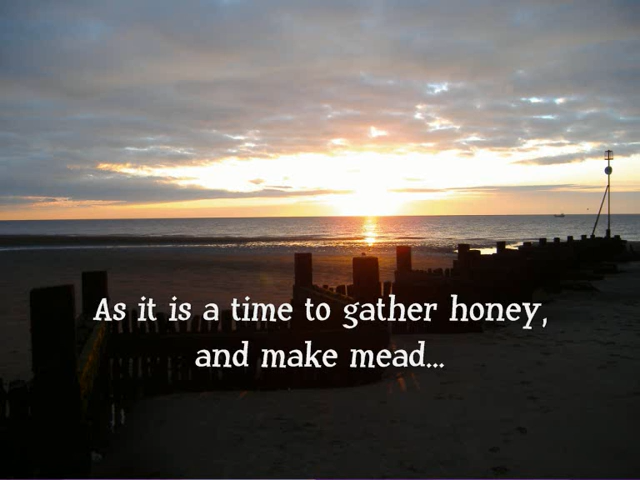 As it is a time to gather honey,
and make mead...